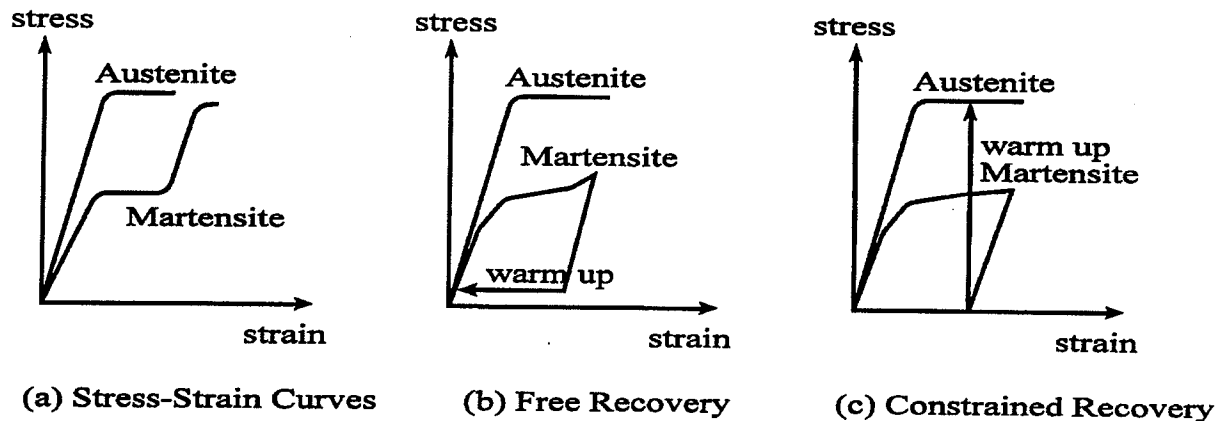 stress
Austenite
Martensite
strain
(a) Stress-Strain Curves
stress
Austenite
Martensite
warm up
strain
(b) Free Recovery
stress
Austenite
warm up
Martensite
strain
(c) Constrained Recovery